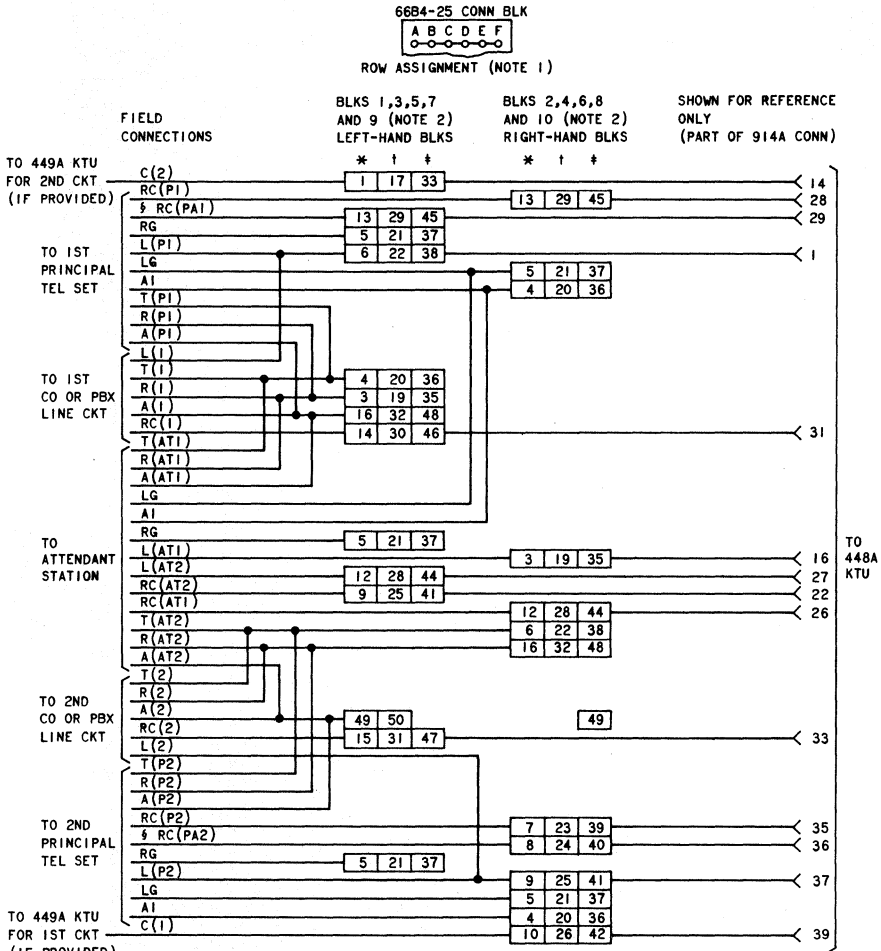 66B4-25 CONN BLK
A B C D E F
ROW ASSIGNMENT (NOTE 1)
FIELD
CONNECTIONS
BLKS 1,3,5,7
AND 9 (NOTE 2)
LEFT-HAND BLKS
* † ‡
BLKS 2,4,6,8
AND 10 (NOTE 2)
RIGHT-HAND BLKS
* † ‡
SHOWN FOR REFERENCE
ONLY
(PART OF 914A CONN)
TO 449A KTU
FOR 2ND CKT
(IF PROVIDED)
C(2) 1 17 33 14
RC(P1) 13 29 45 28
§ RC(PA1) 13 29 45 29
RG 5 21 37
L(P1) 6 22 38 1
TO 1ST
PRINCIPAL
TEL SET
LG 5 21 37
A1 4 20 36
T(P1)
R(P1)
A(P1)
TO 1ST
CO OR PBX
LINE CKT
L(1)
T(1) 4 20 36
R(1) 3 19 35
A(1) 16 32 48
RC(1) 14 30 46 31
T(AT1)
R(AT1)
A(AT1)
LG
A1
TO
ATTENDANT
STATION
RG 5 21 37
L(AT1) 3 19 35 16
L(AT2) 12 28 44 27
RC(AT2) 9 25 41 22
RC(AT1) 12 28 44 26
T(AT2) 6 22 38
R(AT2) 16 32 48
A(AT2)
TO
448A
KTU
TO 2ND
CO OR PBX
LINE CKT
T(2)
R(2)
A(2) 49 50 49
RC(2) 15 31 47 33
L(2)
TO 2ND
PRINCIPAL
TEL SET
T(P2)
R(P2)
A(P2)
RC(P2) 7 23 39 35
§ RC(PA2) 8 24 40 36
RG 5 21 37
L(P2) 9 25 41 37
LG 5 21 37
A1 4 20 36
TO 449A KTU
FOR 1ST CKT
(IF PROVIDED)
C(1) 10 26 42 39